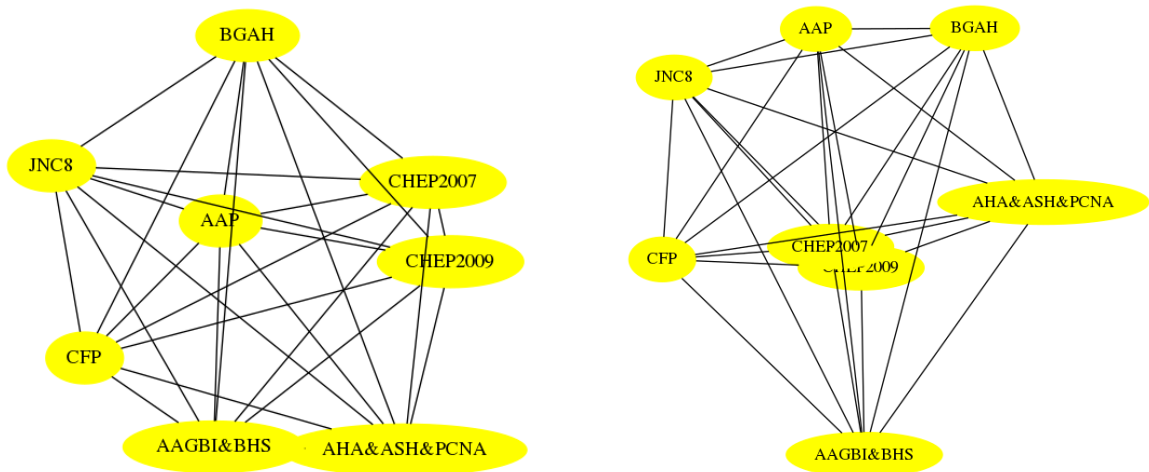 BGAH
JNC8
CHEP2007
AAP
CHEP2009
CFP
AAGBI&BHS
AHA&ASH&PCNA
AAP
BGAH
JNC8
AHA&ASH&PCNA
CHEP2007
CFP
CHEP2009
AAGBI&BHS